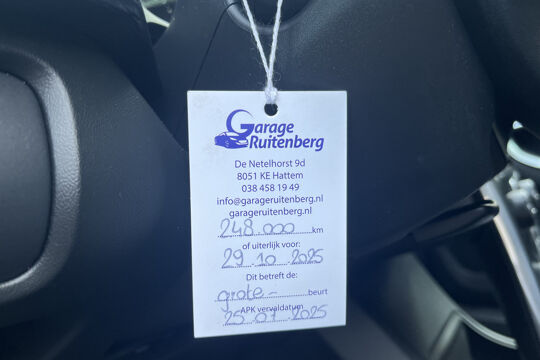 Garage
Ruitenberg
De Netelhorst 9d
8051 KE Hattem
038 458 19 49
info@garageruitenberg.nl
garageruitenberg.nl
248.000 km
of uiterlijk voor:
29.10.2025
Dit betreft de:
grote- beurt
APK vervaldatum
25.07.2025